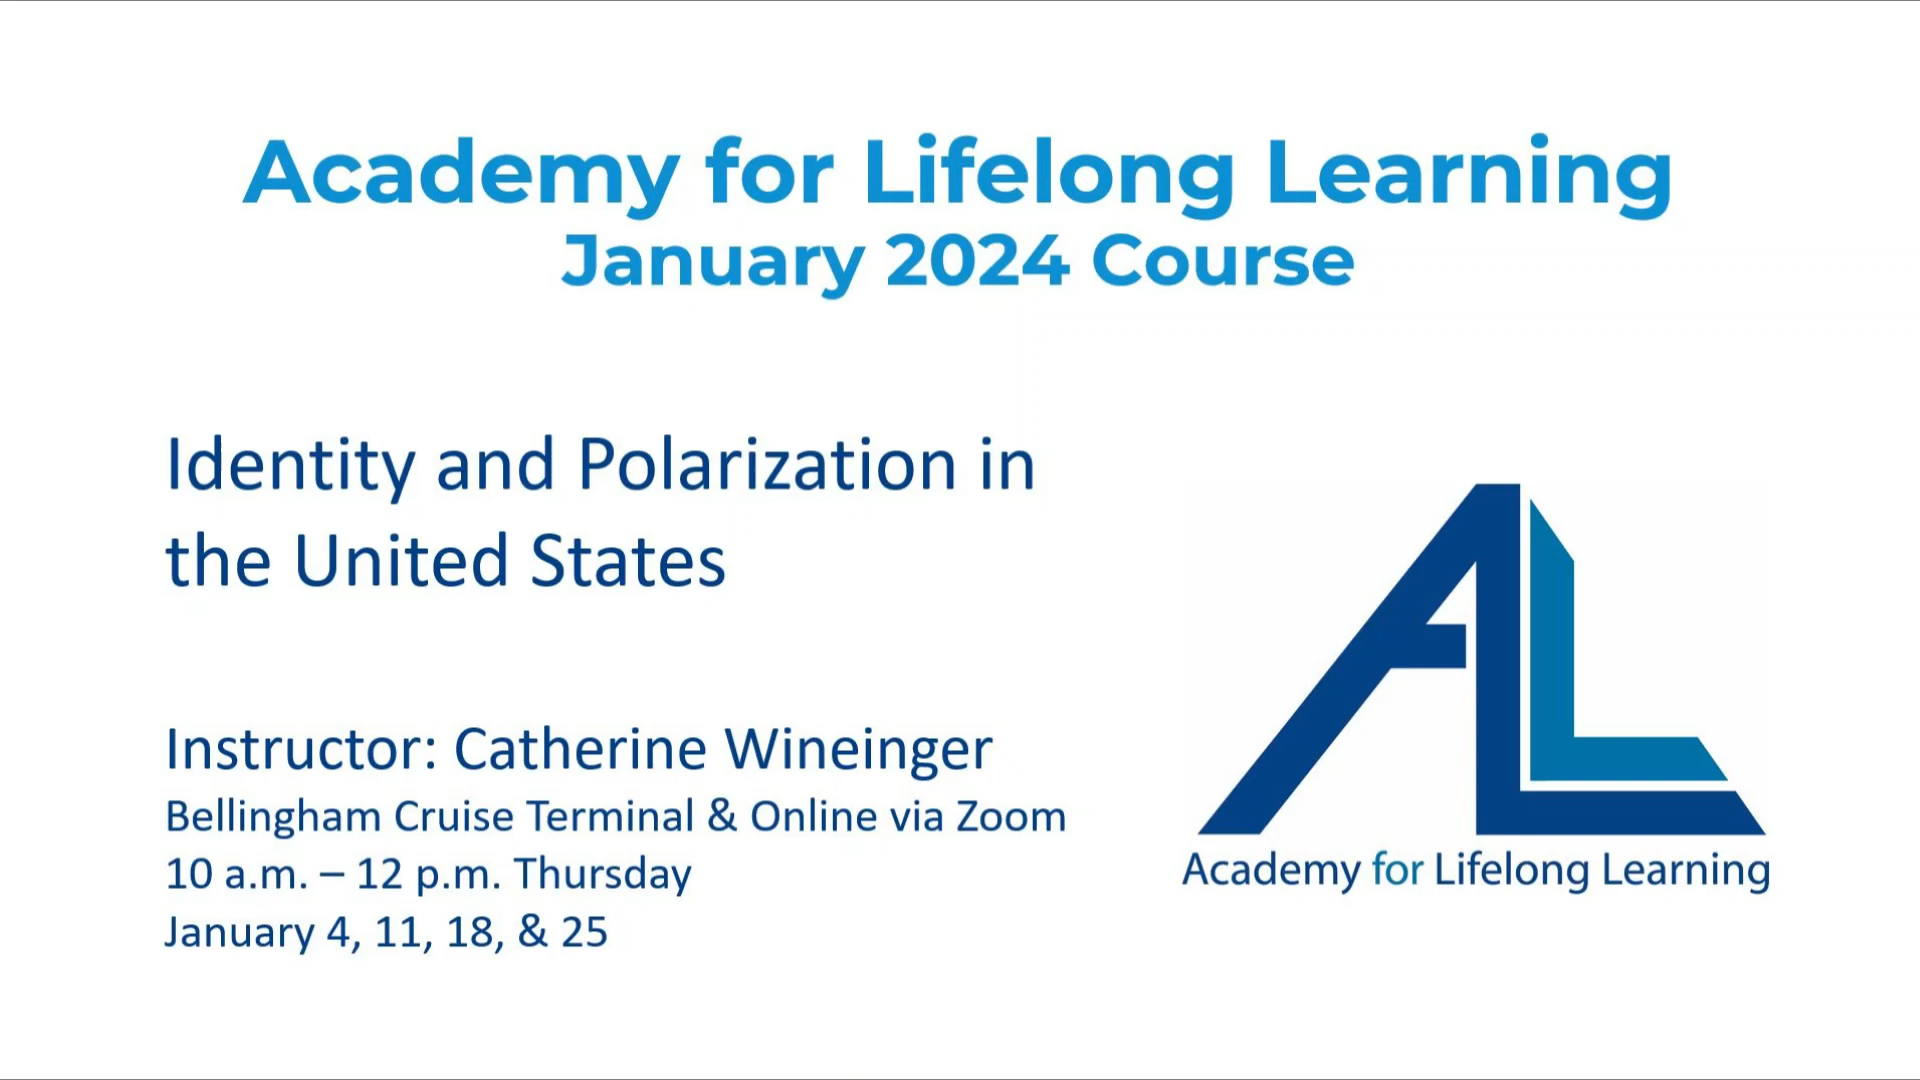 Academy for Lifelong Learning
January 2024 Course
Identity and Polarization in
the United States
Instructor: Catherine Wineinger
Bellingham Cruise Terminal & Online via Zoom
10 a.m. – 12 p.m. Thursday
January 4, 11, 18, & 25
ALL
Academy for Lifelong Learning